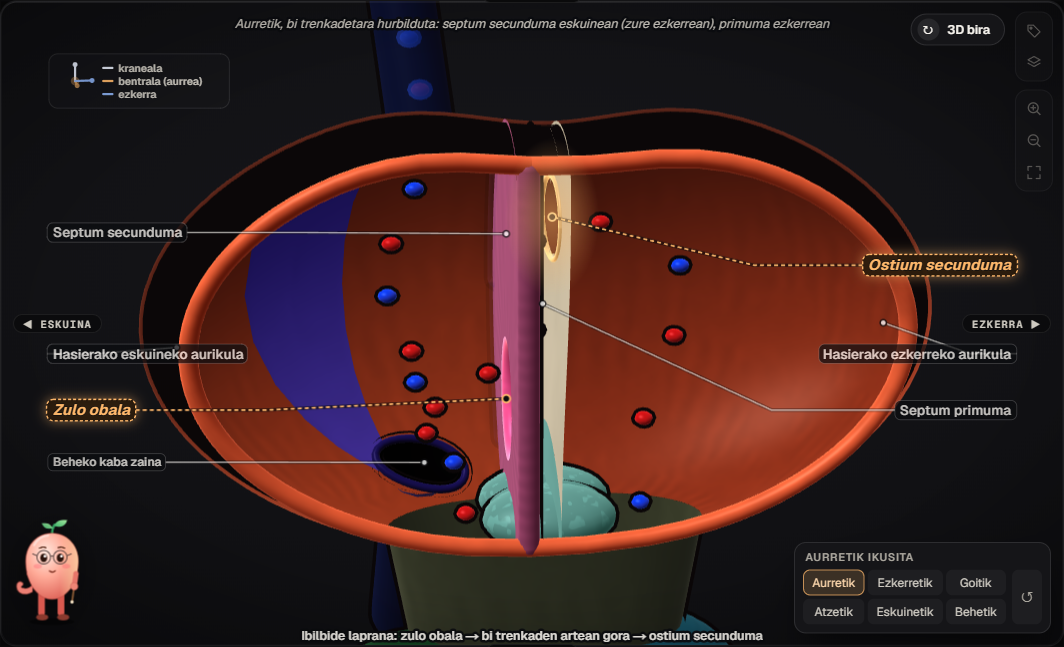 Aurretik, bi trenkadetara hurbilduta: septum secunduma eskuinean (zure ezkerrean), primuma ezkerrean
3D bira
kraneala
bentrala (aurrea)
ezkerra
Septum secunduma
Ostium secunduma
◀ ESKUINA
EZKERRA ▶
Hasierako eskuineko aurikula
Hasierako ezkerreko aurikula
Zulo obala
Septum primuma
Beheko kaba zaina
AURRETIK IKUSITA
Aurretik Ezkerretik Goitik
Atzetik Eskuinetik Behetik
Ibilbide laprana: zulo obala → bi trenkaden artean gora → ostium secunduma